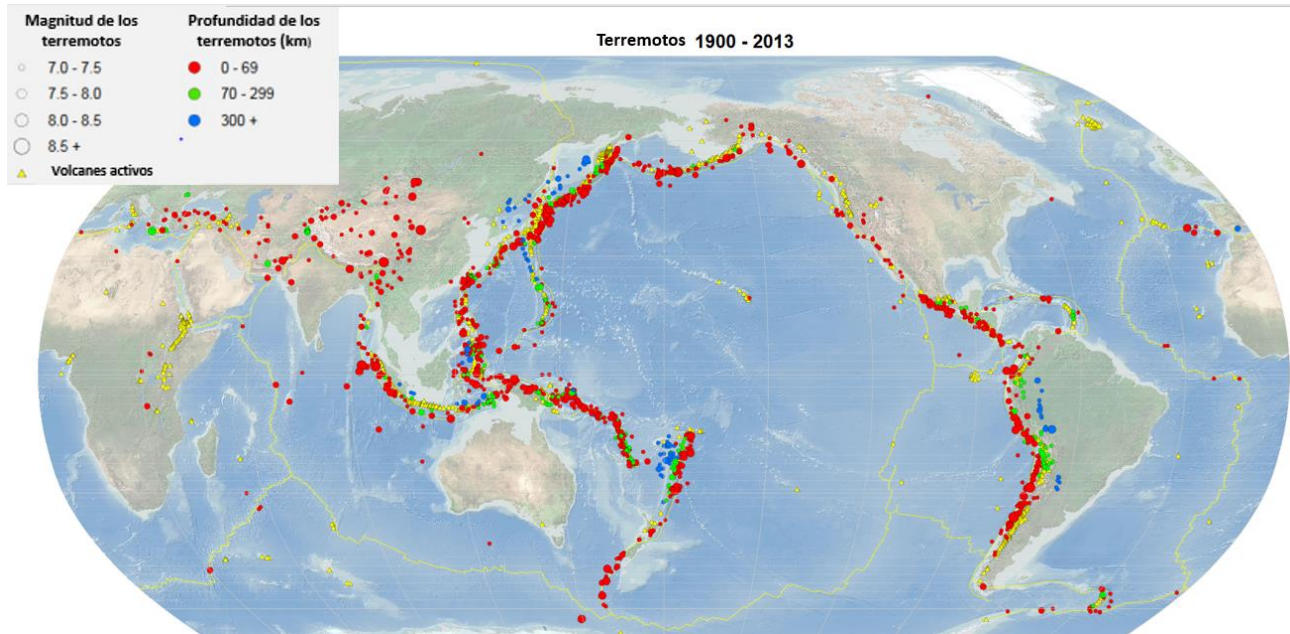 Magnitud de los
terremotos
7.0 - 7.5
7.5 - 8.0
8.0 - 8.5
8.5 +
Volcanes activos
Profundidad de los
terremotos (km)
0 - 69
70 - 299
300 +
Terremotos 1900 - 2013